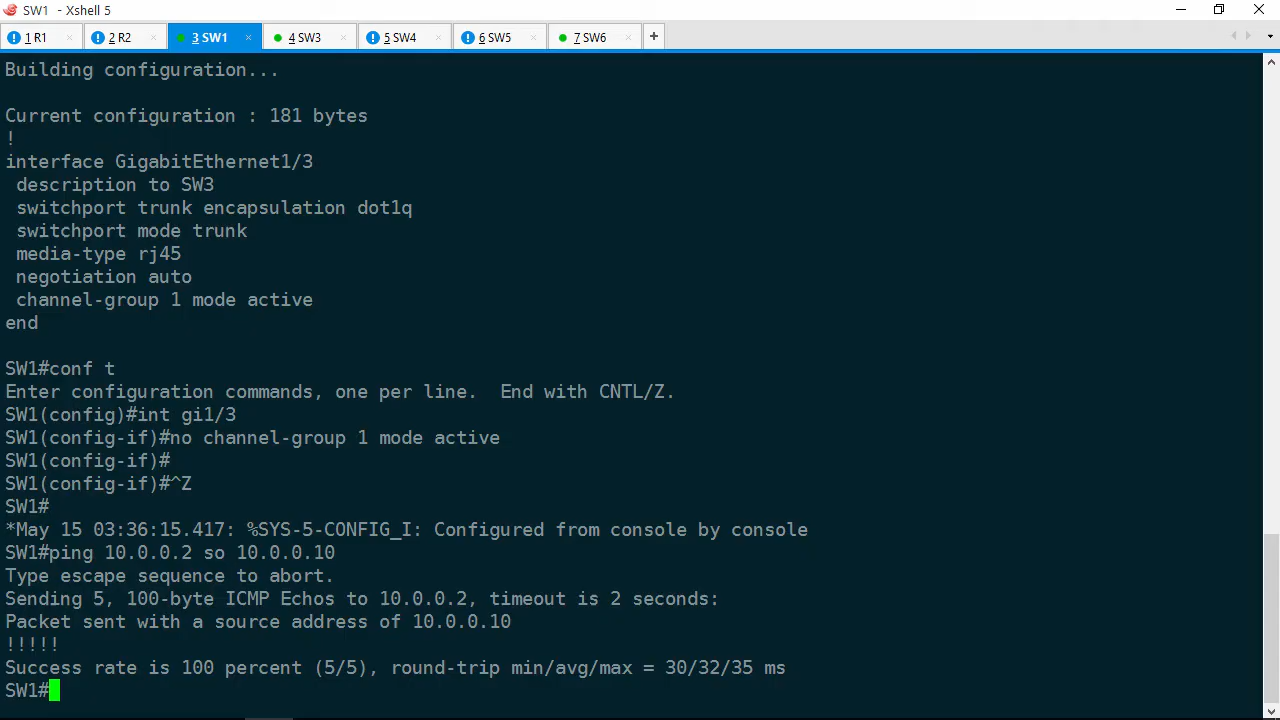 SW1 - Xshell 5
1 R1 2 R2 3 SW1 4 SW3 5 SW4 6 SW5 7 SW6
Building configuration...
Current configuration : 181 bytes
!
interface GigabitEthernet1/3
description to SW3
switchport trunk encapsulation dot1q
switchport mode trunk
media-type rj45
negotiation auto
channel-group 1 mode active
end
SW1#conf t
Enter configuration commands, one per line. End with CNTL/Z.
SW1(config)#int gi1/3
SW1(config-if)#no channel-group 1 mode active
SW1(config-if)#
SW1(config-if)#^Z
SW1#
*May 15 03:36:15.417: %SYS-5-CONFIG_I: Configured from console by console
SW1#ping 10.0.0.2 so 10.0.0.10
Type escape sequence to abort.
Sending 5, 100-byte ICMP Echos to 10.0.0.2, timeout is 2 seconds:
Packet sent with a source address of 10.0.0.10
!!!!!
Success rate is 100 percent (5/5), round-trip min/avg/max = 30/32/35 ms
SW1#